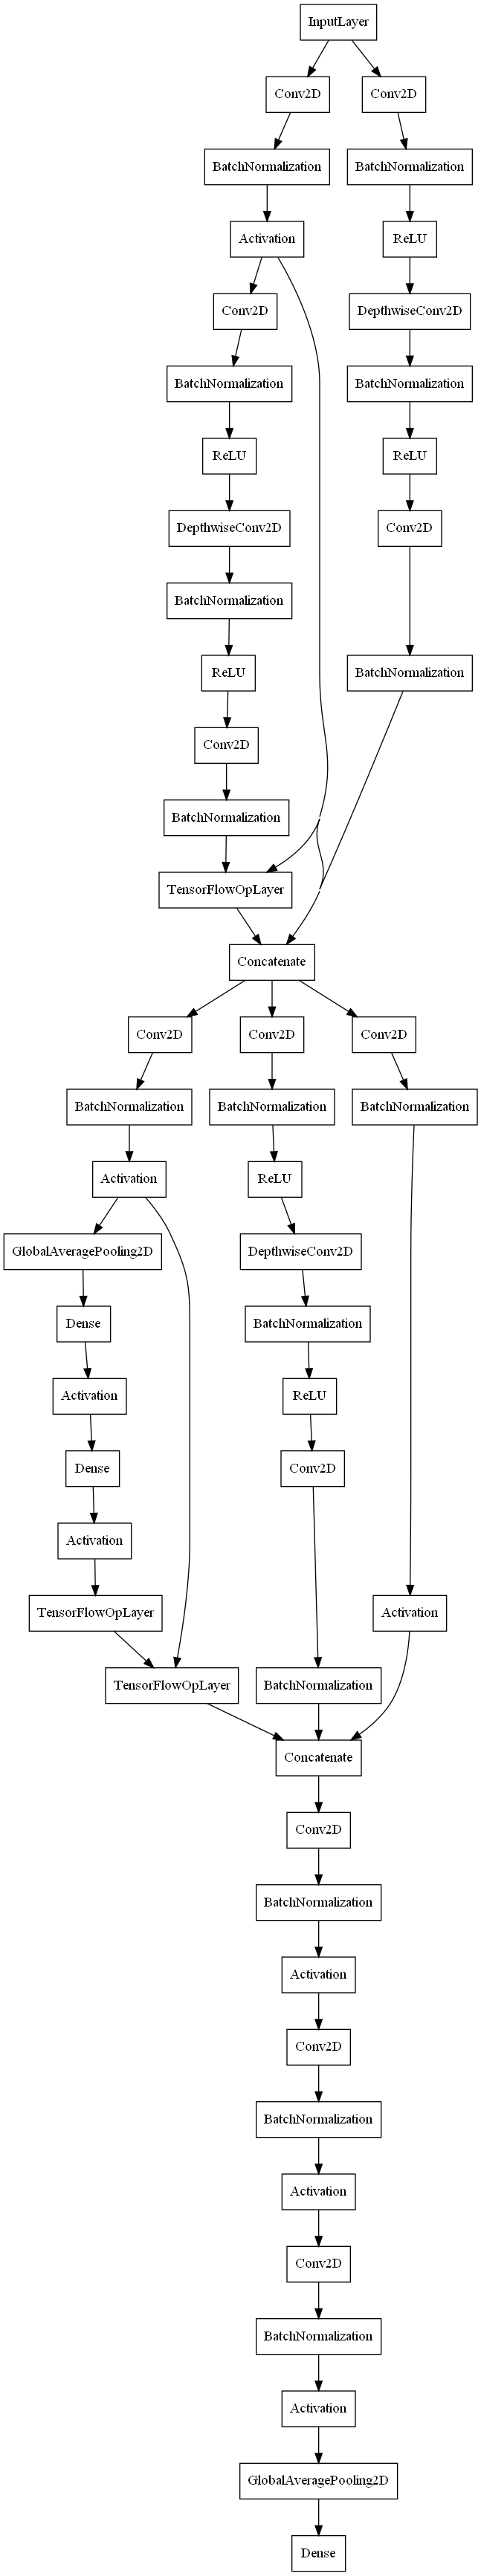 InputLayer
Conv2D
Conv2D
BatchNormalization
BatchNormalization
Activation
ReLU
Conv2D
DepthwiseConv2D
BatchNormalization
BatchNormalization
ReLU
ReLU
DepthwiseConv2D
Conv2D
BatchNormalization
ReLU
BatchNormalization
Conv2D
BatchNormalization
TensorFlowOpLayer
Concatenate
Conv2D
Conv2D
Conv2D
BatchNormalization
BatchNormalization
BatchNormalization
Activation
ReLU
GlobalAveragePooling2D
DepthwiseConv2D
Dense
BatchNormalization
Activation
ReLU
Dense
Conv2D
Activation
TensorFlowOpLayer
Activation
TensorFlowOpLayer
BatchNormalization
Concatenate
Conv2D
BatchNormalization
Activation
Conv2D
BatchNormalization
Activation
Conv2D
BatchNormalization
Activation
GlobalAveragePooling2D
Dense